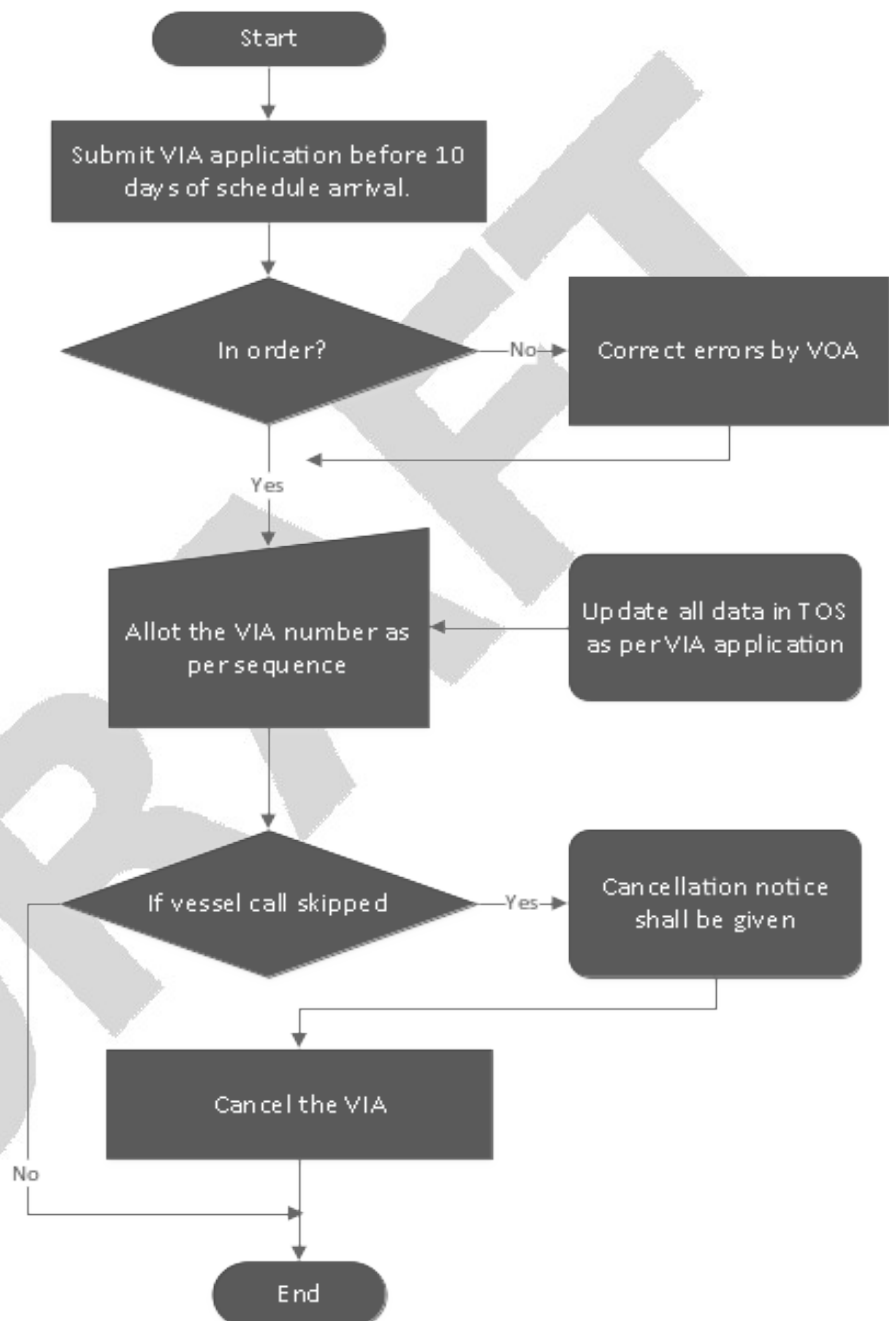 Start
Submit VIA application before 10
days of schedule arrival.
In order?
No
Correct errors by VOA
Yes
Allot the VIA number as
per sequence
Update all data in TOS
as per VIA application
If vessel call skipped
Yes
Cancellation notice
shall be given
Cancel the VIA
No
End
DRAFT